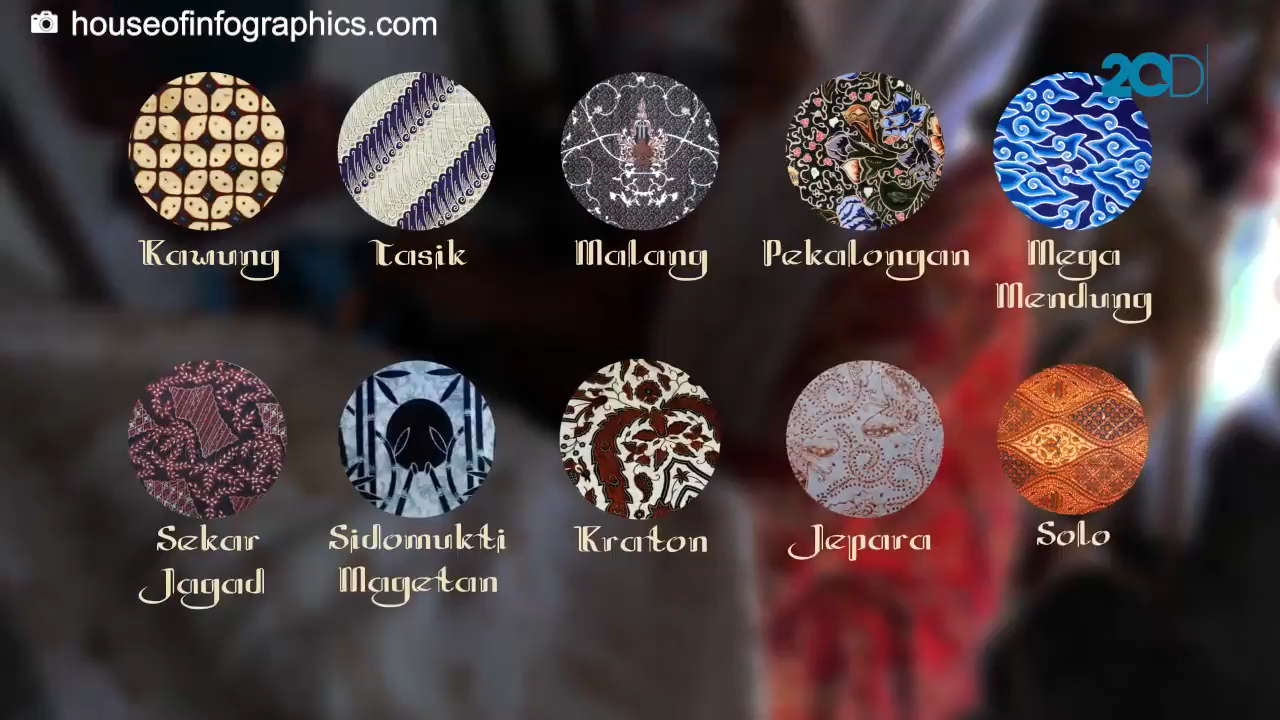 houseofinfographics.com
20D
Kawung
Tasik
Malang
Pekalongan
Mega
Mendung
Sekar
Jagad
Sidomukti
Magetan
Kraton
Jepara
Solo